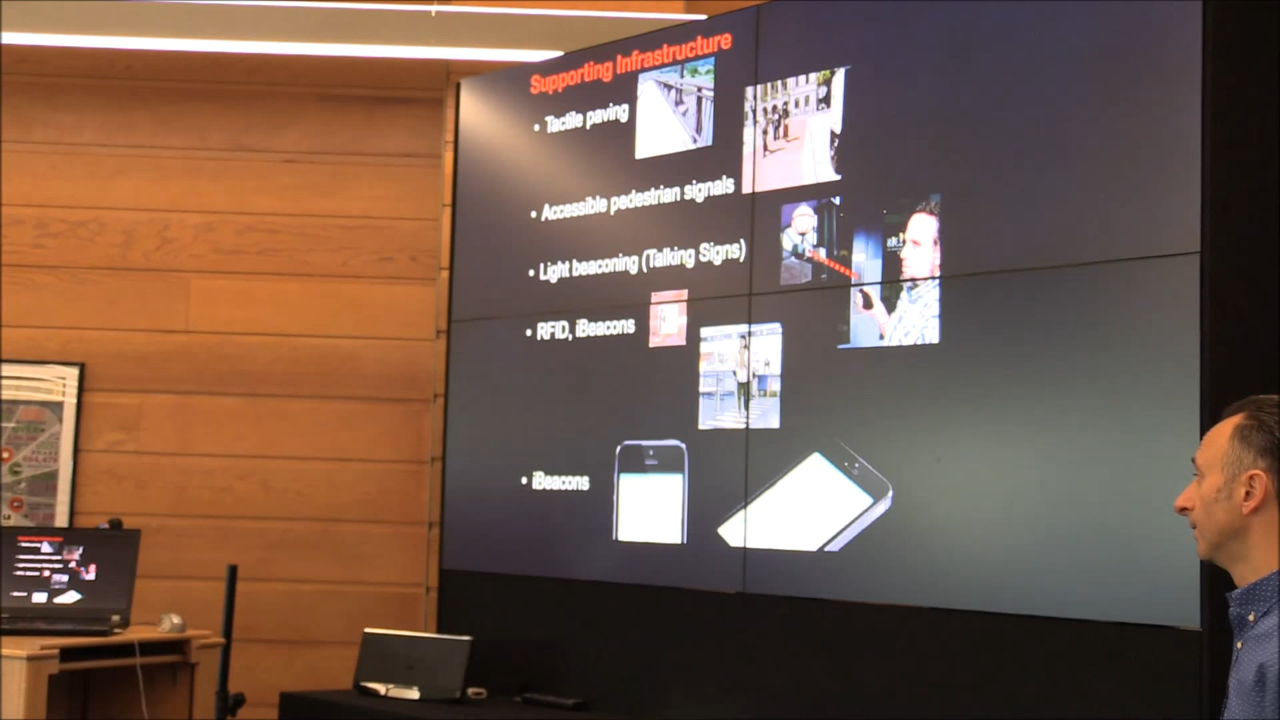 Supporting Infrastructure
• Tactile paving
• Accessible pedestrian signals
• Light beaconing (Talking Signs)
• RFID, iBeacons
• iBeacons